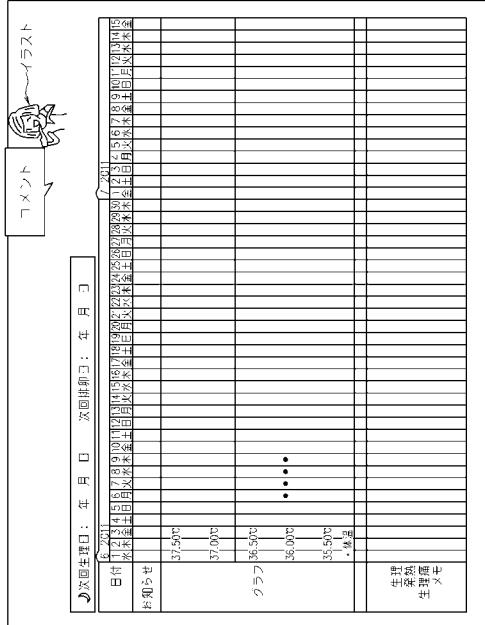 イラスト
コメント
次回生理日： 年 月 日 次回排卵日： 年 月 日
6 2011 7 2011
日付 1 2 3 4 5 6 7 8 9 10 11 12 13 14 15 16 17 18 19 20 21 22 23 24 25 26 27 28 29 30 1 2 3 4 5 6 7 8 9 10 11 12 13 14 15
水 木 金 土 日 月 火 水 木 金 土 日 月 火 水 木 金 土 日 月 火 水 木 金 土 日 月 火 水 木 金 土 日 月 火 水 木 金 土 日 月 火 水 木 金
お知らせ
グラフ
37.50℃
37.00℃
36.50℃
36.00℃
35.50℃
・体温
生理
発熱
生理痛
メモ